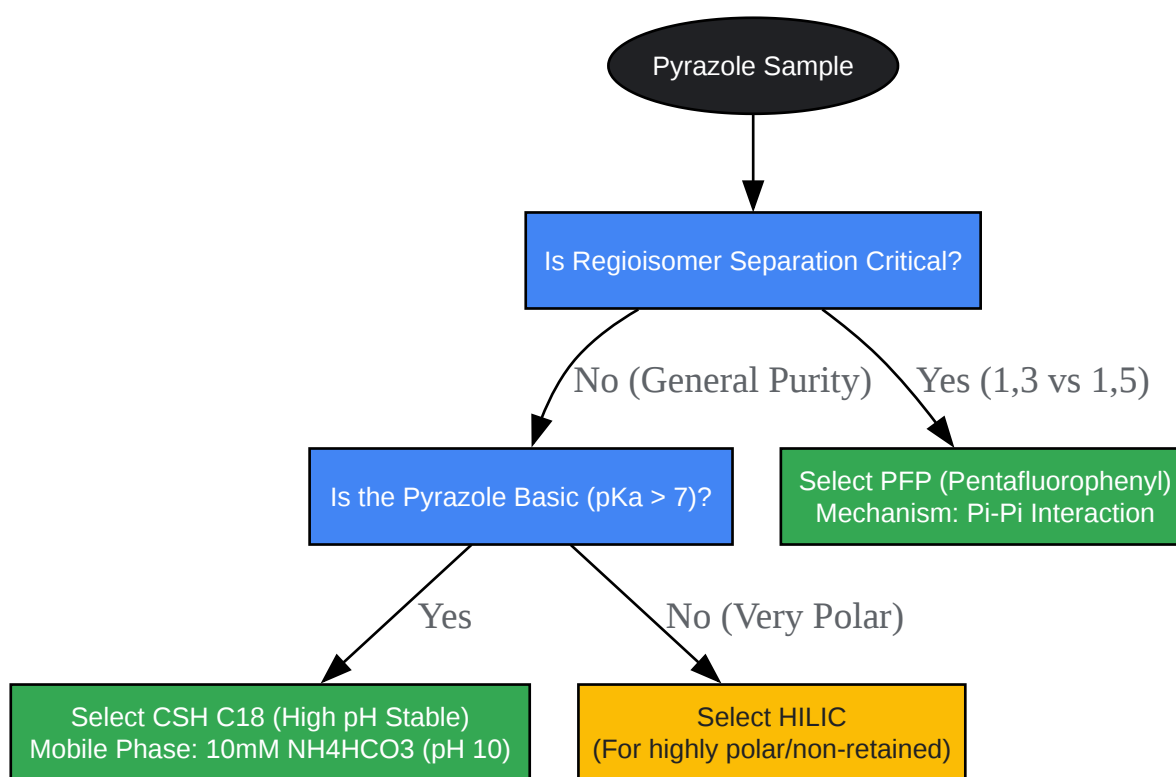 Pyrazole Sample
Is Regioisomer Separation Critical?
No (General Purity)
Yes (1,3 vs 1,5)
Is the Pyrazole Basic (pKa > 7)?
Select PFP (Pentafluorophenyl)
Mechanism: Pi-Pi Interaction
Yes
No (Very Polar)
Select CSH C18 (High pH Stable)
Mobile Phase: 10mM NH4HCO3 (pH 10)
Select HILIC
(For highly polar/non-retained)